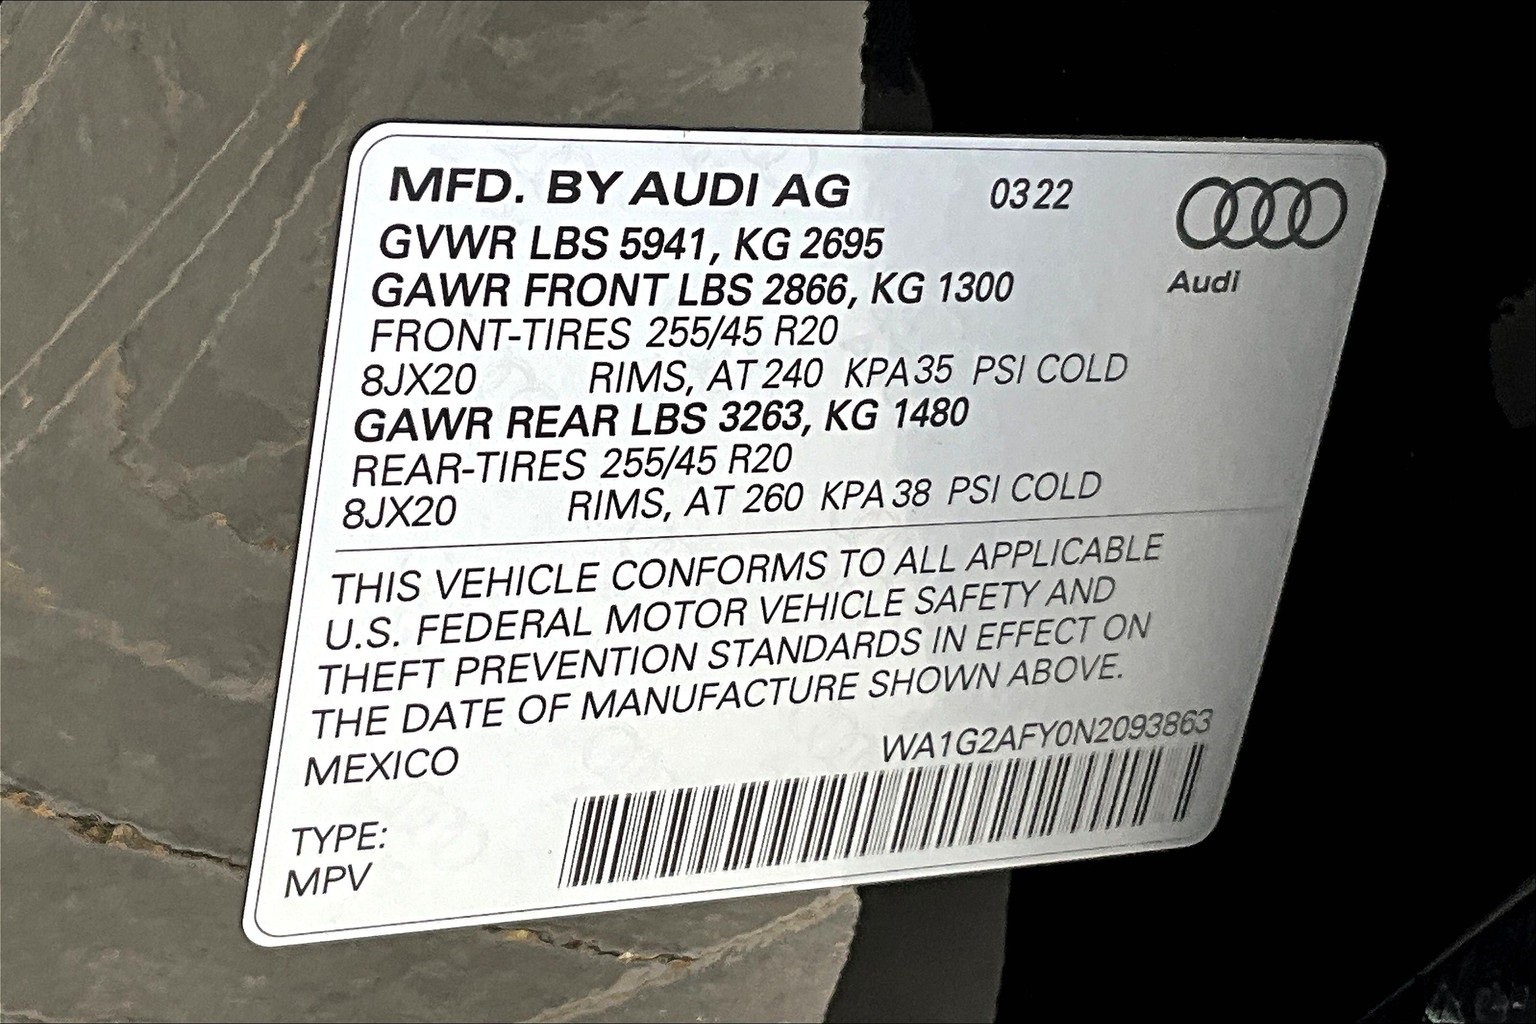 MFD. BY AUDI AG 03 22
Audi
GVWR LBS 5941, KG 2695
GAWR FRONT LBS 2866, KG 1300
FRONT-TIRES 255/45 R20
8JX20 RIMS, AT 240 KPA 35 PSI COLD
GAWR REAR LBS 3263, KG 1480
REAR-TIRES 255/45 R20
8JX20 RIMS, AT 260 KPA 38 PSI COLD
THIS VEHICLE CONFORMS TO ALL APPLICABLE
U.S. FEDERAL MOTOR VEHICLE SAFETY AND
THEFT PREVENTION STANDARDS IN EFFECT ON
THE DATE OF MANUFACTURE SHOWN ABOVE.
MEXICO WA1G2AFY0N2093863
TYPE:
MPV